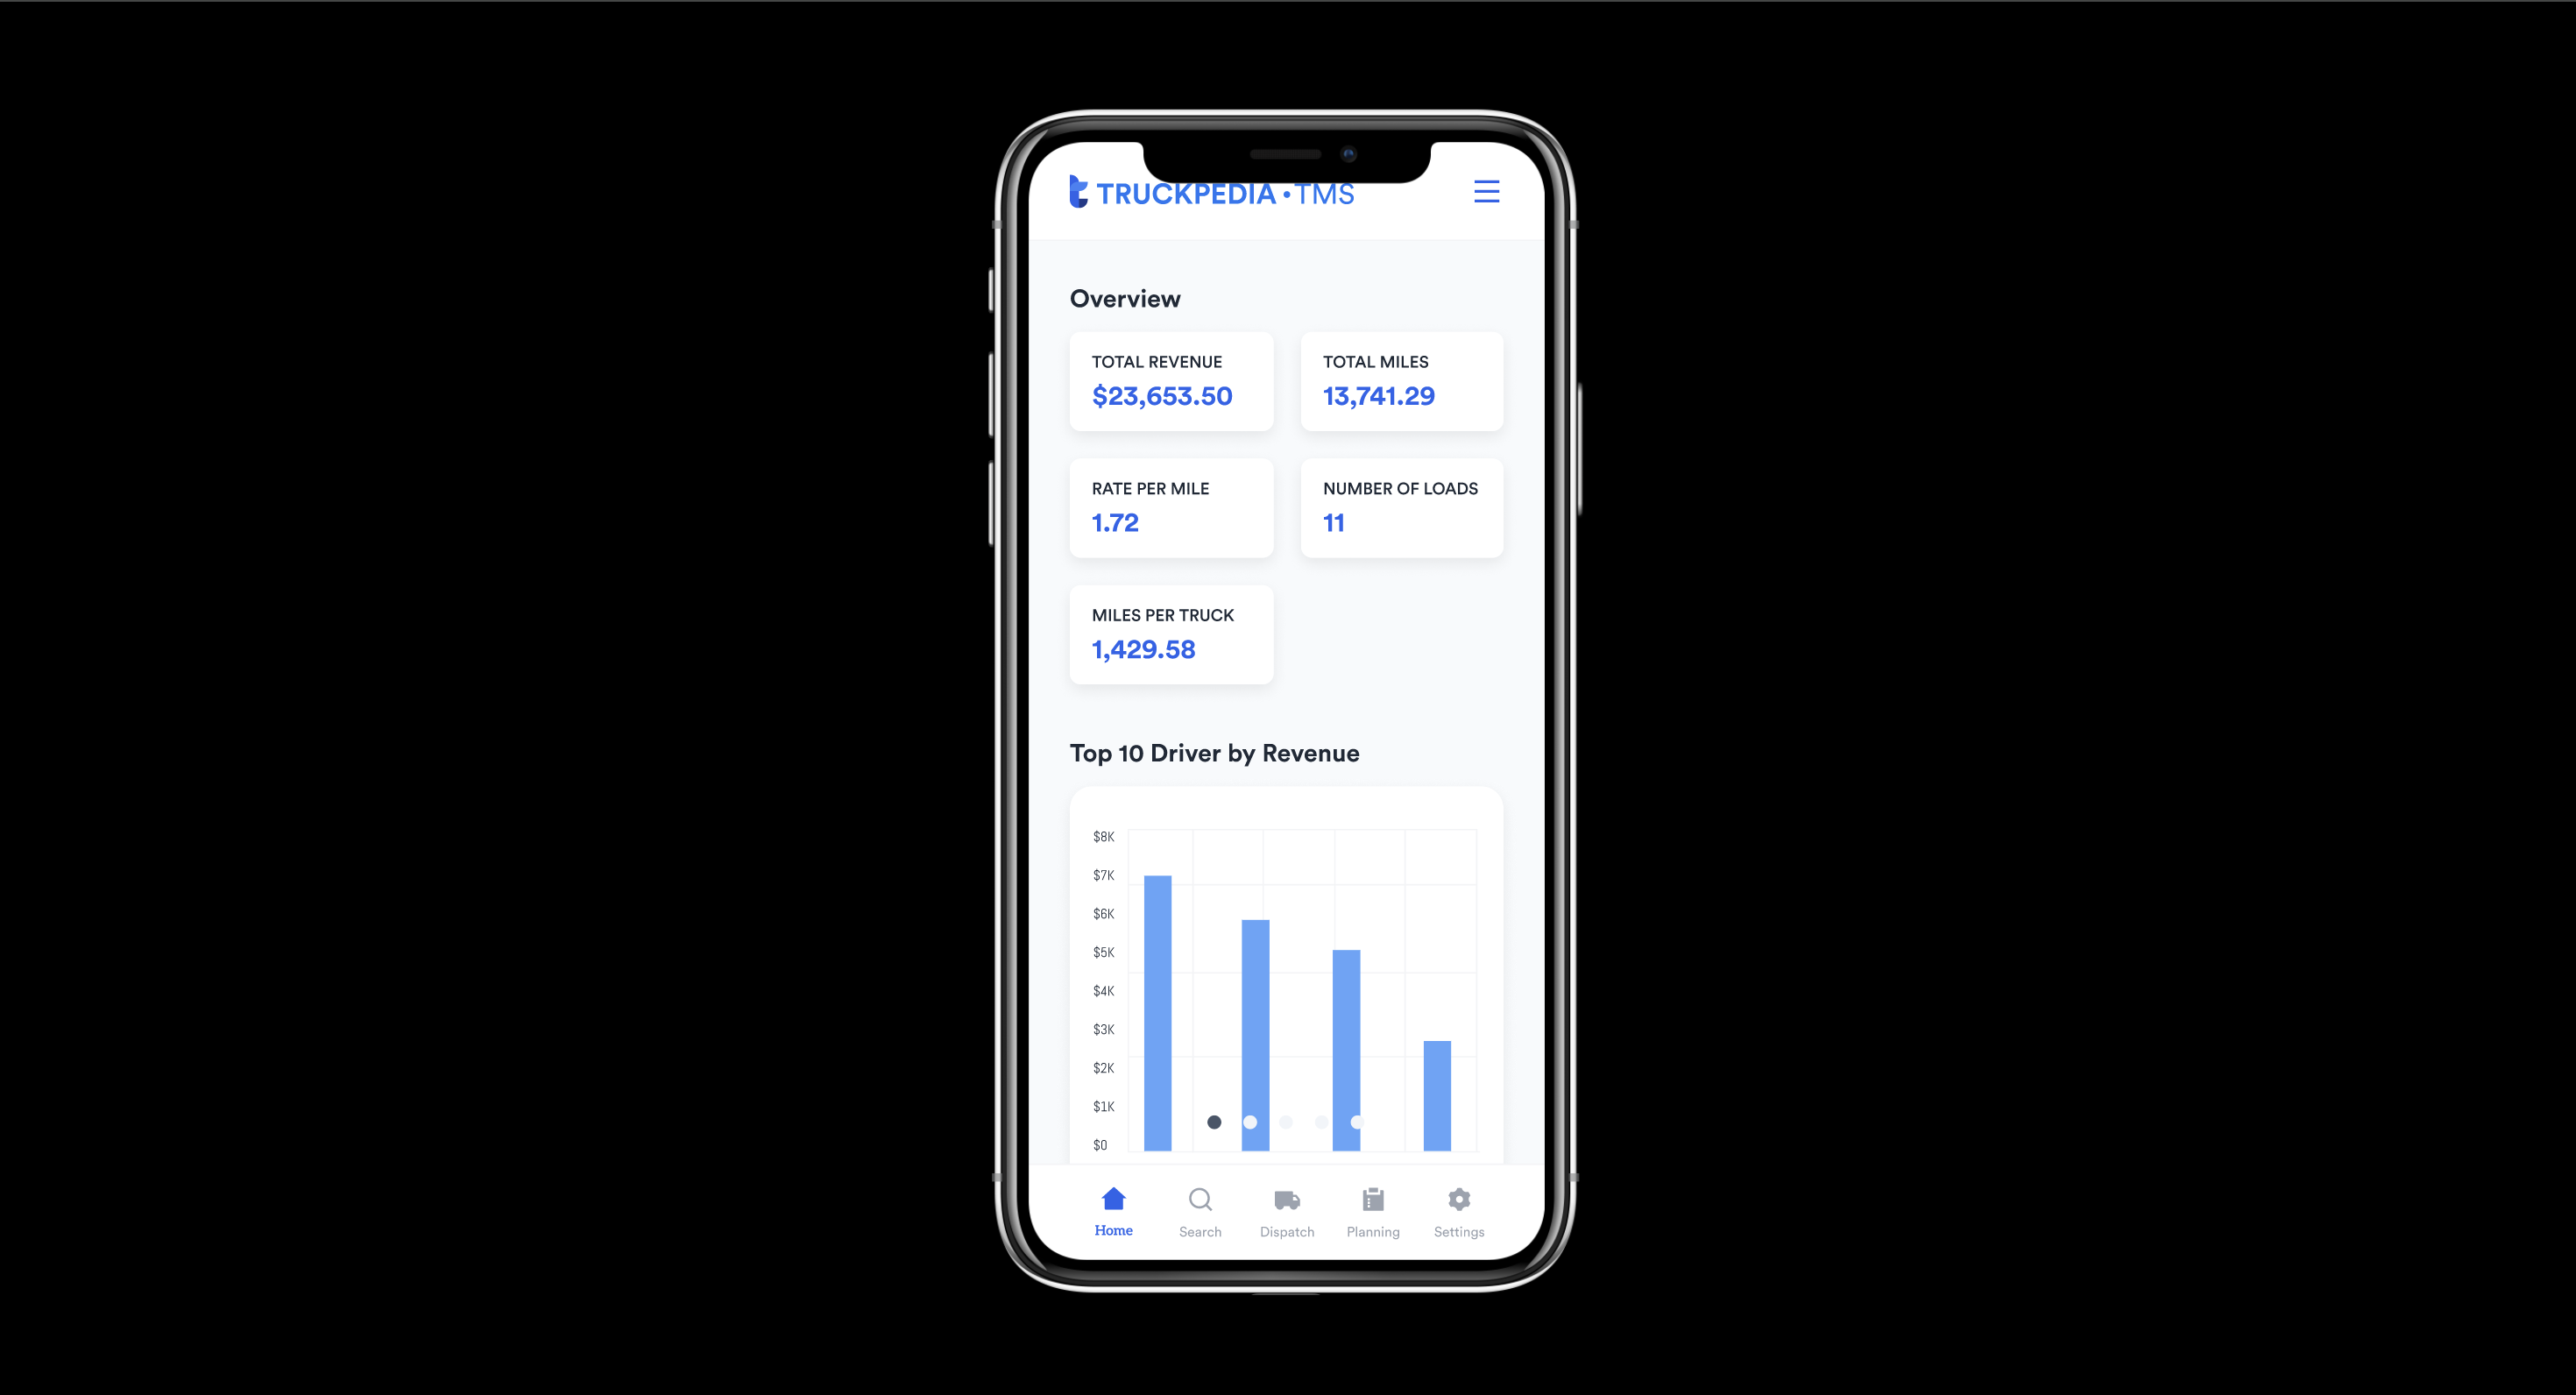 TRUCKPEDIA • TMS
Overview
TOTAL REVENUE
$23,653.50
TOTAL MILES
13,741.29
RATE PER MILE
1.72
NUMBER OF LOADS
11
MILES PER TRUCK
1,429.58
Top 10 Driver by Revenue
$8K
$7K
$6K
$5K
$4K
$3K
$2K
$1K
$0
Home
Search
Dispatch
Planning
Settings